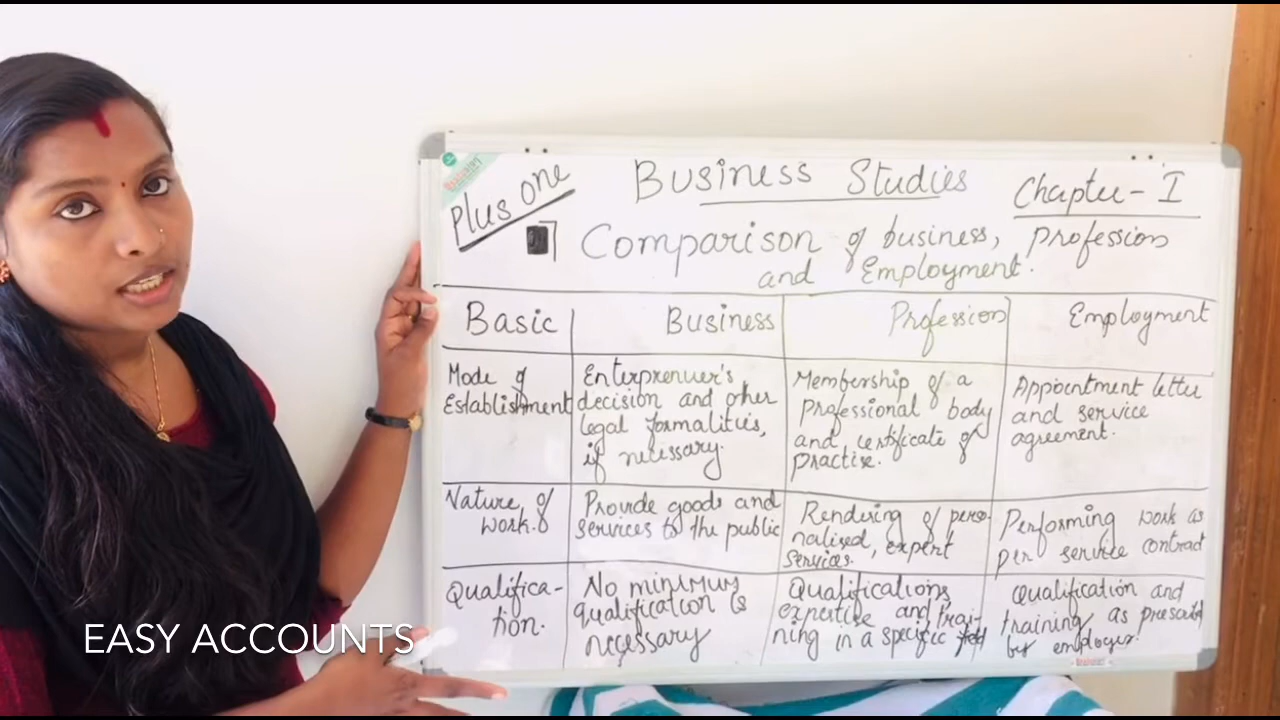 Plus One
Business Studies
Chapter - I
Comparison of business, profession
and Employment.
Basic
Business
Profession
Employment
Mode of
Establishment
Enterprenuer's
decision and other
legal formalities,
if necessary.
Membership of a
Professional body
and certificate of
Practise.
Appointment letter
and service
agreement.
Nature of
work.
Provide goods and
services to the public
Rendering of perso-
nalised, expert
services.
Performing work as
per service contract
Qualifica-
tion.
No minimum
qualification is
necessary
Qualifications
expertise and trai-
ning in a specific
Qualification and
training as
by employer.
EASY ACCOUNTS